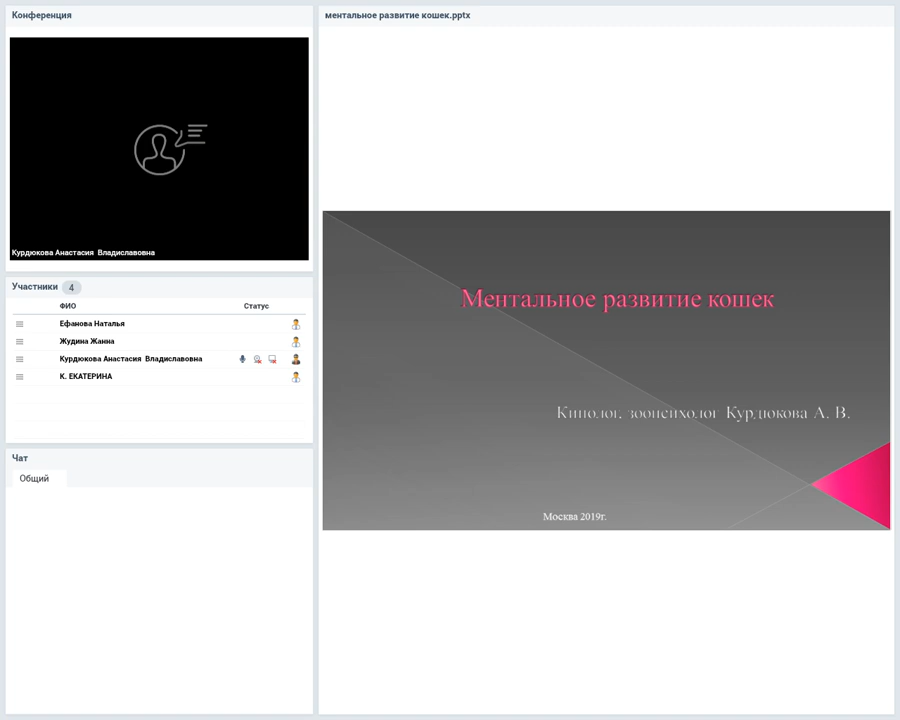 Конференция
Курдюкова Анастасия Владиславовна
Участники 4
ФИО Статус
Ефанова Наталья
Жудина Жанна
Курдюкова Анастасия Владиславовна
К. ЕКАТЕРИНА
Чат
Общий
ментальное развитие кошек.pptx
Ментальное развитие кошек
Кинолог, зоопсихолог Курдюкова А. В.
Москва 2019г.